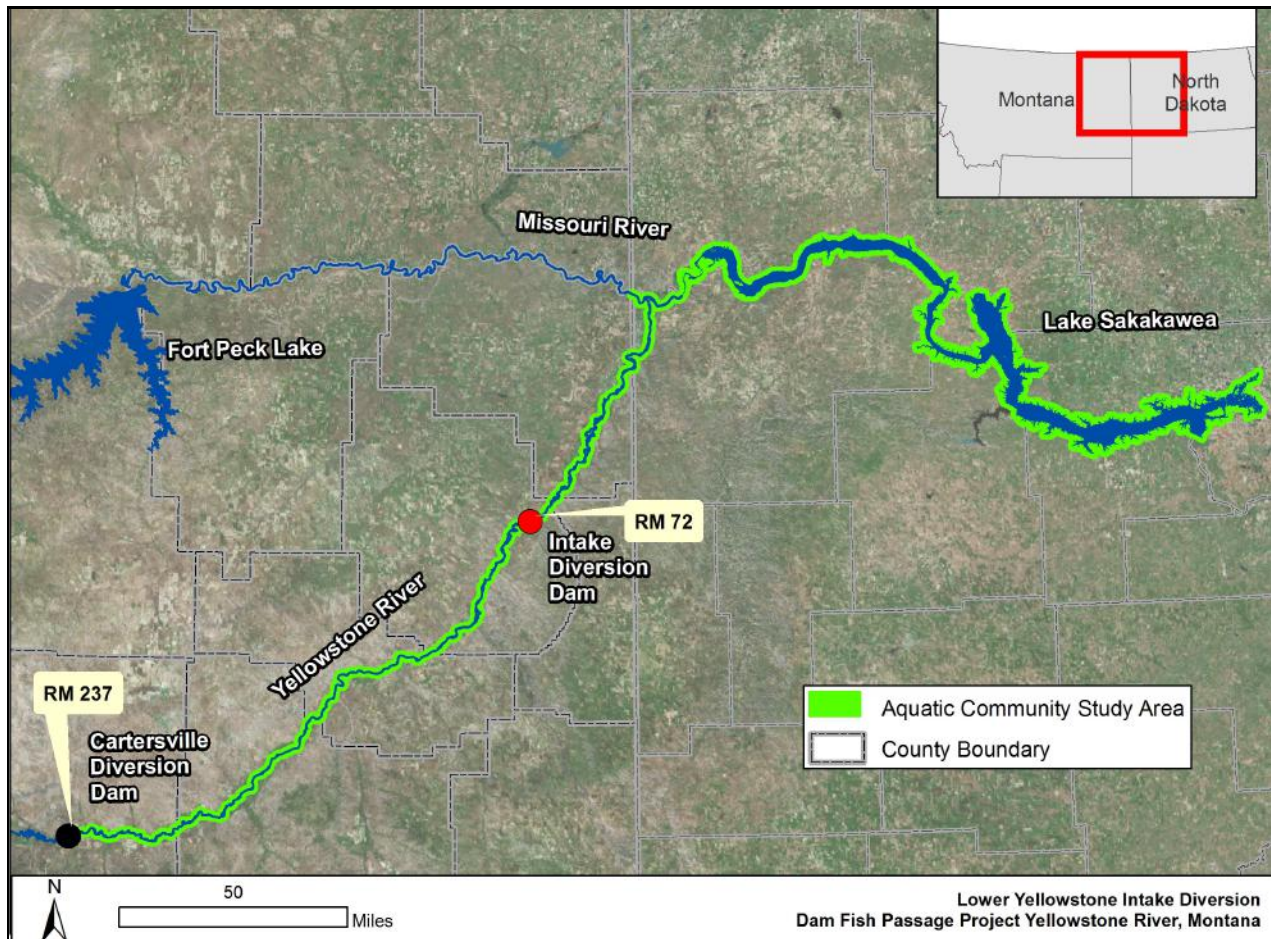 Montana
North
Dakota
Missouri River
Fort Peck Lake
Lake Sakakawea
RM 72
Intake
Diversion
Dam
Yellowstone River
RM 237
Cartersville
Diversion
Dam
Aquatic Community Study Area
County Boundary
N
50
Miles
Lower Yellowstone Intake Diversion
Dam Fish Passage Project Yellowstone River, Montana